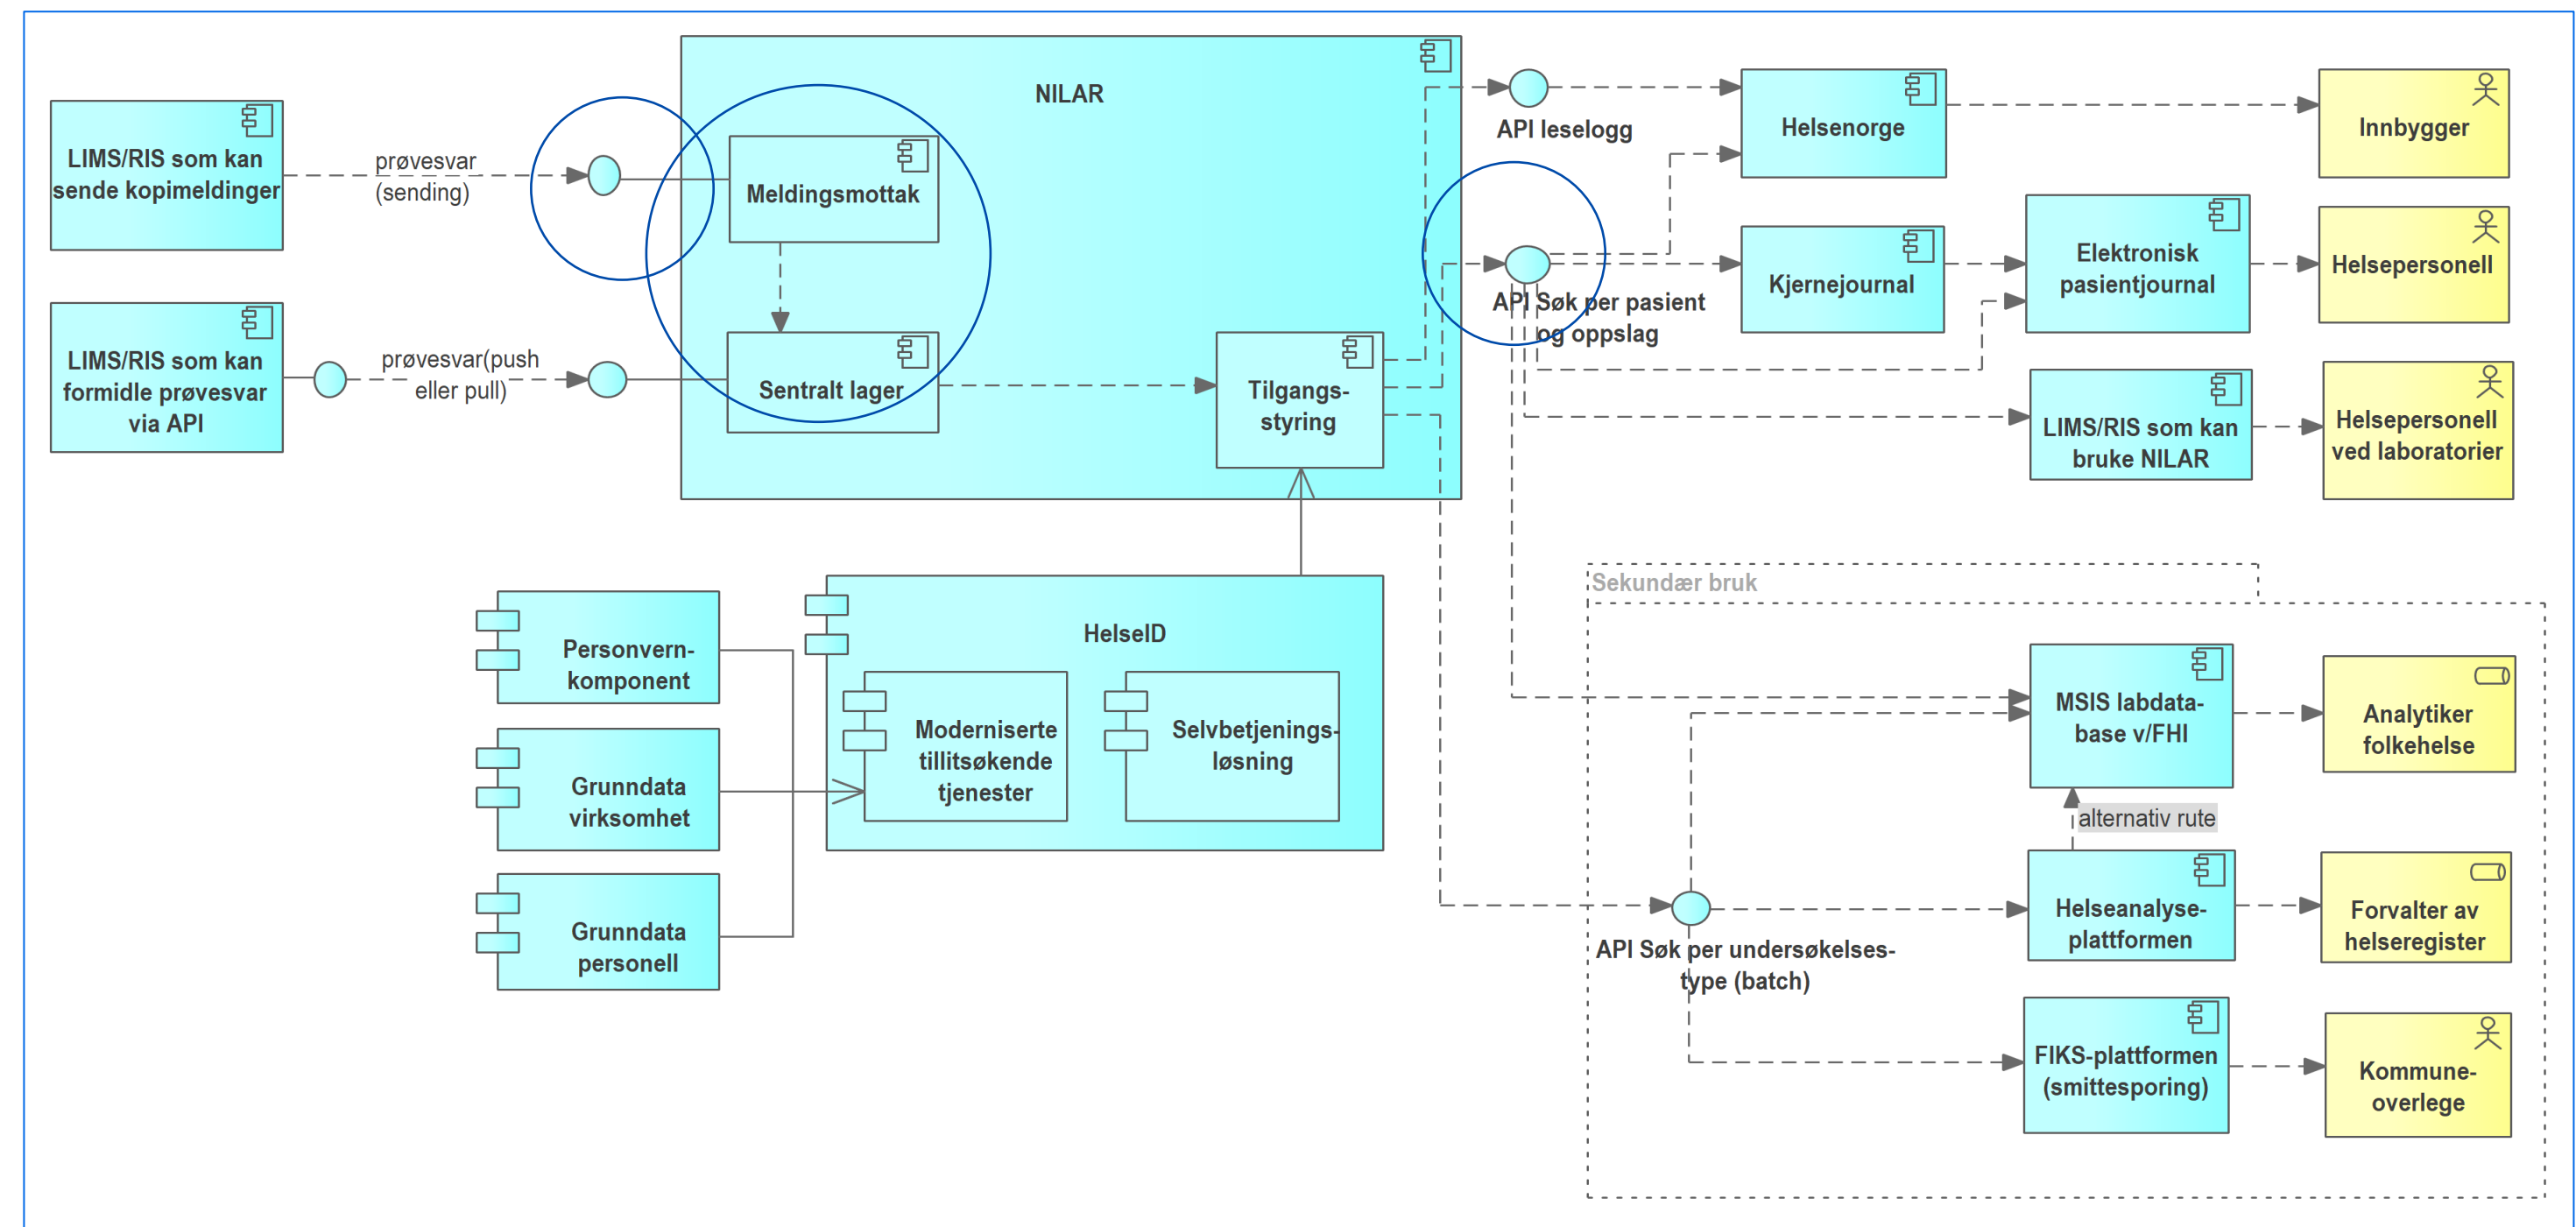 NILAR
LIMS/RIS som kan
sende kopimeldinger
prøvesvar
(sending)
Meldingsmottak
LIMS/RIS som kan
formidle prøvesvar
via API
prøvesvar(push
eller pull)
Sentralt lager
Tilgangs-
styring
API leselogg
Helsenorge
Innbygger
API Søk per pasient
og oppslag
Kjernejournal
Elektronisk
pasientjournal
Helsepersonell
LIMS/RIS som kan
bruke NILAR
Helsepersonell
ved laboratorier
Personvern-
komponent
Grunndata
virksomhet
Grunndata
personell
HelseID
Moderniserte
tillitsøkende
tjenester
Selvbetjenings-
løsning
Sekundær bruk
MSIS labdata-
base v/FHI
Analytiker
folkehelse
alternativ rute
API Søk per undersøkelses-
type (batch)
Helseanalyse-
plattformen
Forvalter av
helseregister
FIKS-plattformen
(smittesporing)
Kommune-
overlege